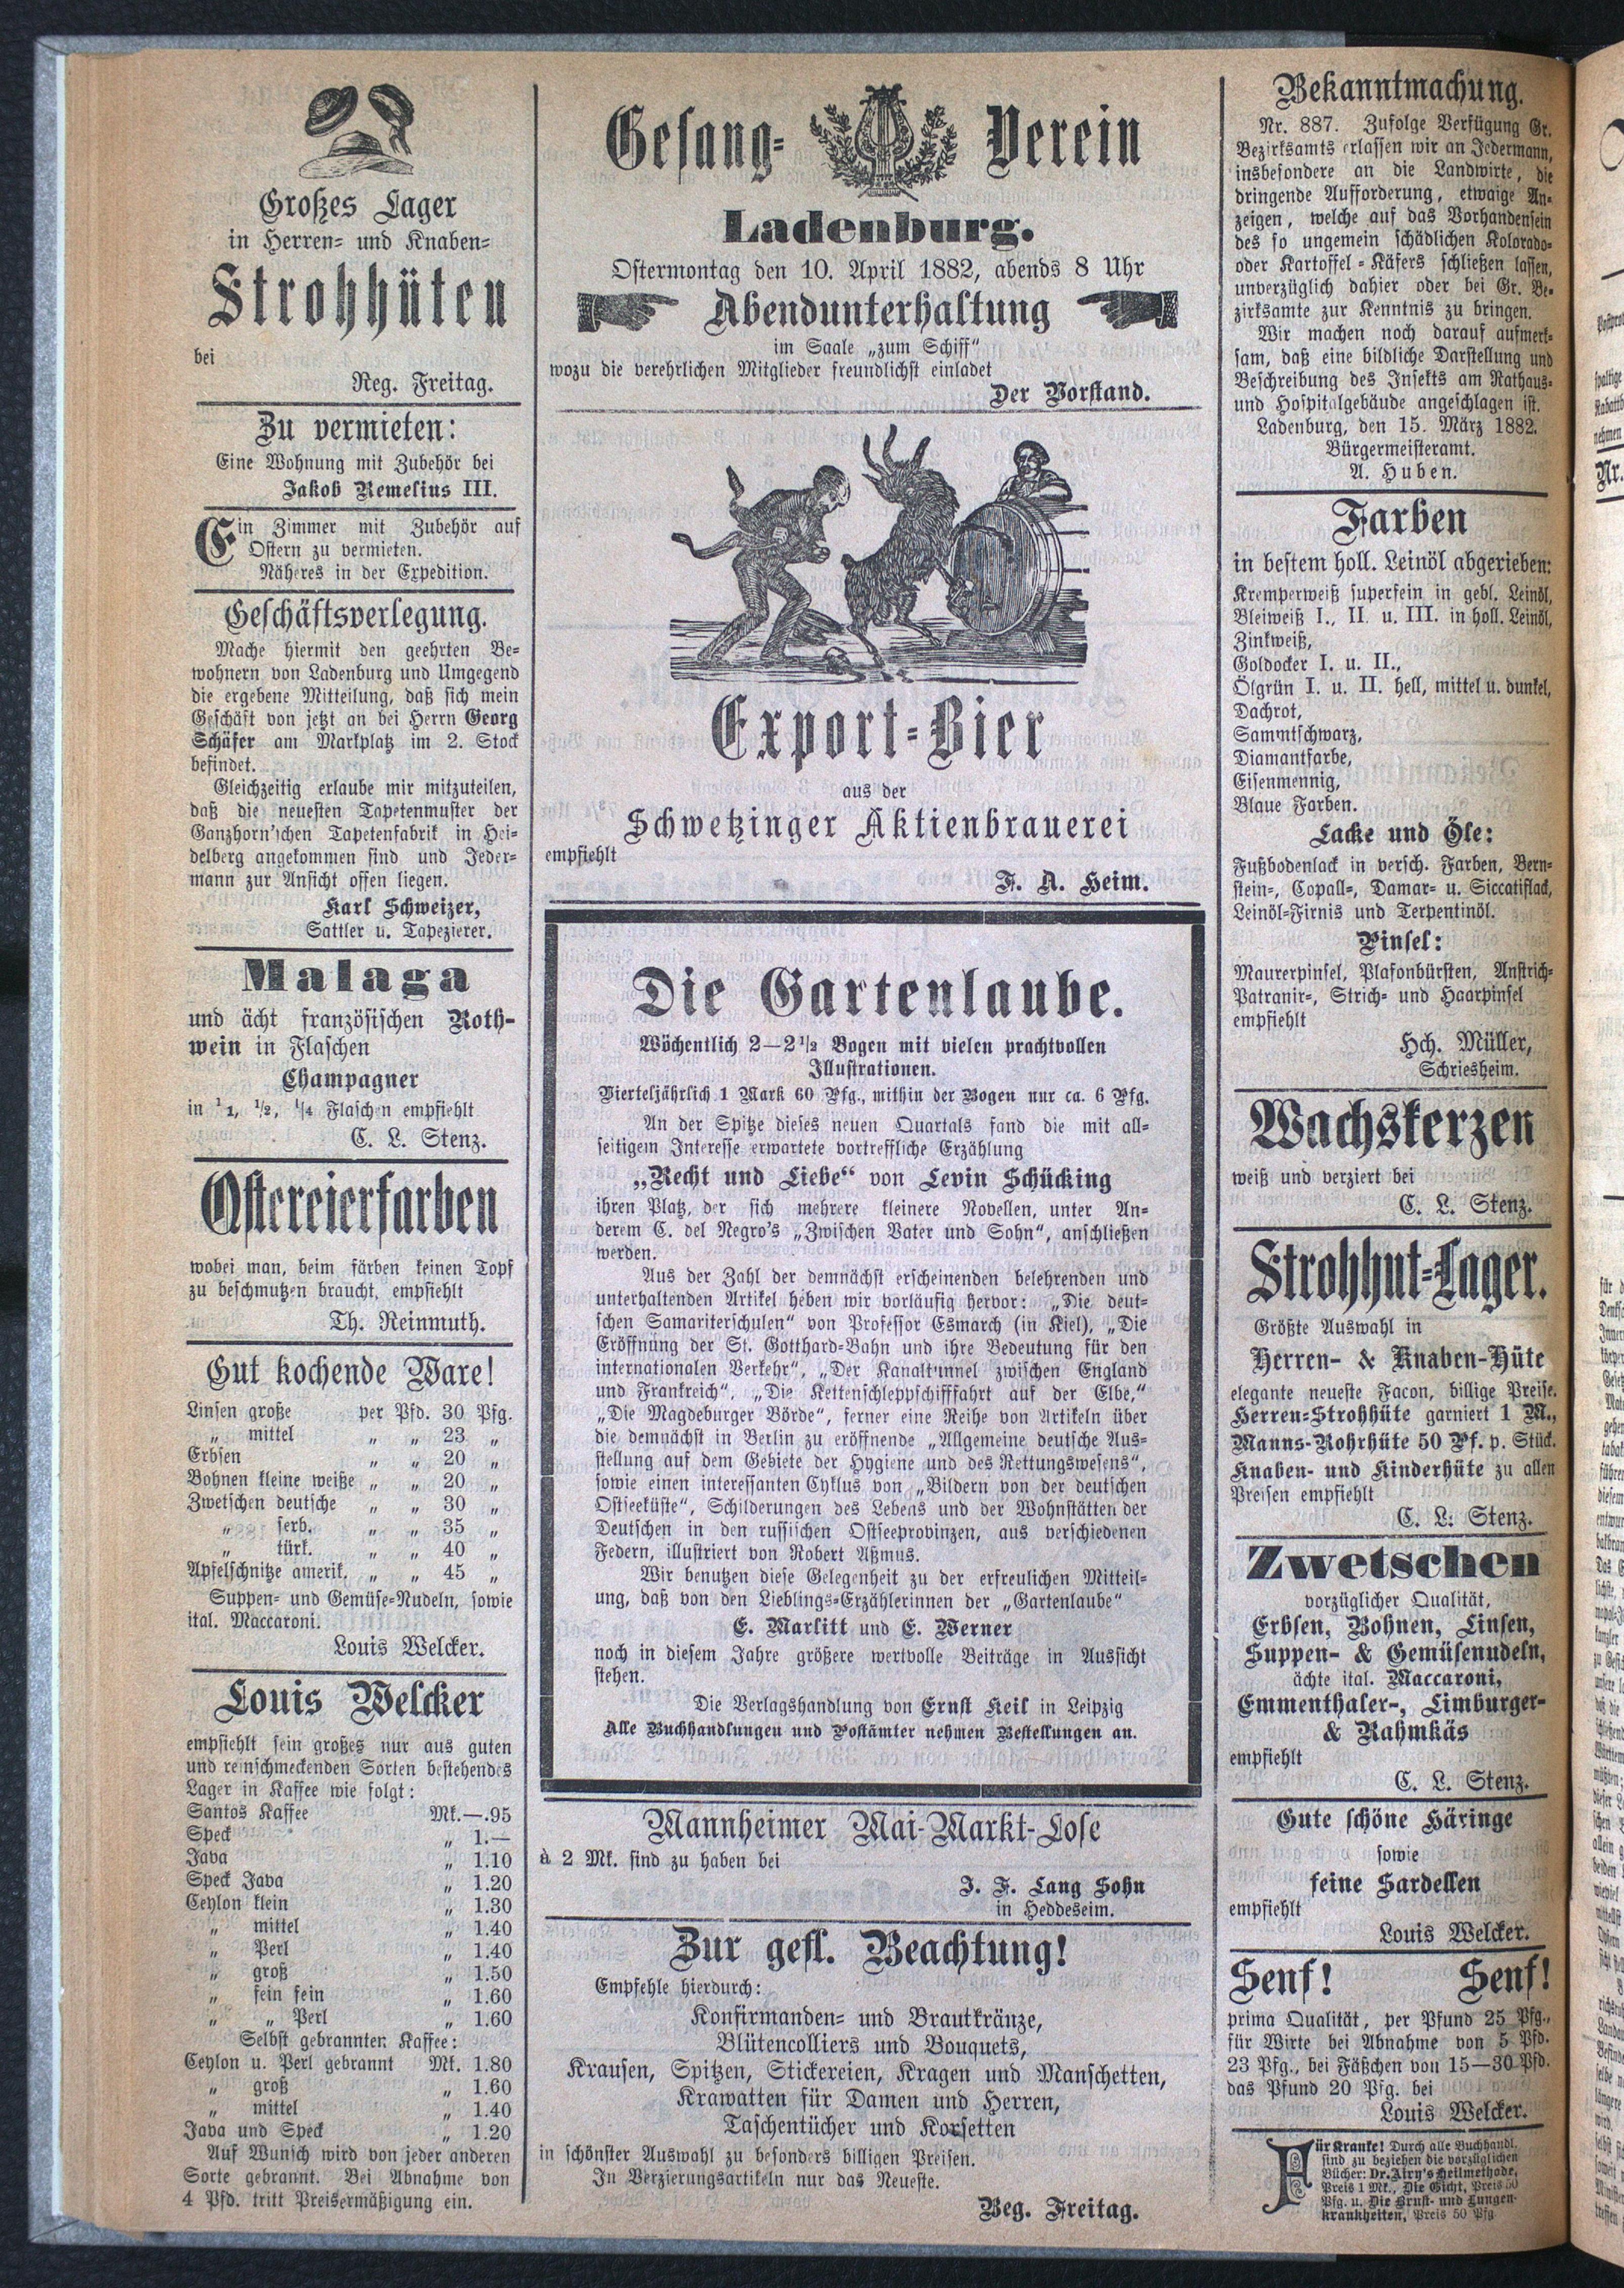 Großes Lager
in Herren- und Knaben-
Strohhüten
bei
Reg. Freitag.
Zu vermieten:
Eine Wohnung mit Zubehör bei
Jakob Remelius III.
Ein Zimmer mit Zubehör auf
Ostern zu vermieten.
Näheres in der Expedition.
Geschäftsverlegung.
Mache hiermit den geehrten Be-
wohnern von Ladenburg und Umgegend
die ergebene Mitteilung, daß sich mein
Geschäft von jetzt an bei Herrn Georg
Schäfer am Markplatz im 2. Stock
befindet.
Gleichzeitig erlaube mir mitzuteilen,
daß die neuesten Tapetenmuster der
Ganzhorn'schen Tapetenfabrik in Hei-
delberg angekommen sind und Jeder-
mann zur Ansicht offen liegen.
Karl Schweizer,
Sattler u. Tapezierer.
Malaga
und ächt französischen Roth-
wein in Flaschen
Champagner
in 1/1, 1/2, 1/4 Flaschen empfiehlt
C. L. Stenz.
Ostereierfarben
wobei man, beim färben keinen Topf
zu beschmutzen braucht, empfiehlt
Th. Reinmuth.
Gut kochende Ware!
Linsen große per Pfd. 30 Pfg.
„ mittel „ „ 23 „
Erbsen „ „ 20 „
Bohnen kleine weiße „ „ 20 „
Zwetschen deutsche „ „ 30 „
„ serb. „ „ 35 „
„ türk. „ „ 40 „
Apfelschnitze amerik. „ „ 45 „
Suppen- und Gemüse-Nudeln, sowie
ital. Maccaroni.
Louis Welcker.
Louis Welcker
empfiehlt sein großes nur aus guten
und reinschmeckenden Sorten bestehendes
Lager in Kaffee wie folgt:
Santos Kaffee Mk.—.95
Speck „ 1.—
Java „ 1.10
Speck Java „ 1.20
Ceylon klein „ 1.30
„ mittel „ 1.40
„ Perl „ 1.40
„ groß „ 1.50
„ fein fein „ 1.60
„ „ Perl „ 1.60
Selbst gebrannten Kaffee:
Ceylon u. Perl gebrannt Mk. 1.80
„ groß „ 1.60
„ mittel „ 1.40
Java und Speck „ 1.20
Auf Wunsch wird von jeder anderen
Sorte gebrannt. Bei Abnahme von
4 Pfd. tritt Preisermäßigung ein.
Gesang-Verein
Ladenburg.
Ostermontag den 10. April 1882, abends 8 Uhr
Abendunterhaltung
im Saale „zum Schiff“
wozu die verehrlichen Mitglieder freundlichst einladet
Der Vorstand.
Export-Bier
aus der
Schwetzinger Aktienbrauerei
empfiehlt
F. A. Heim.
Die Gartenlaube.
Wöchentlich 2—2½ Bogen mit vielen prachtvollen
Illustrationen.
Vierteljährlich 1 Mark 60 Pfg., mithin der Bogen nur ca. 6 Pfg.
An der Spitze dieses neuen Quartals fand die mit all-
seitigem Interesse erwartete vortreffliche Erzählung
„Recht und Liebe“ von Levin Schücking
ihren Platz, der sich mehrere kleinere Novellen, unter An-
derem C. del Negro's „Zwischen Vater und Sohn“, anschließen
werden.
Aus der Zahl der demnächst erscheinenden belehrenden und
unterhaltenden Artikel heben wir vorläufig hervor: „Die deut-
schen Samariterschulen“ von Professor Esmarch (in Kiel), „Die
Eröffnung der St. Gotthard-Bahn und ihre Bedeutung für den
internationalen Verkehr“, „Der Kanaltunnel zwischen England
und Frankreich“, „Die Kettenschleppschifffahrt auf der Elbe,“
„Die Magdeburger Börde“, ferner eine Reihe von Artikeln über
die demnächst in Berlin zu eröffnende „Allgemeine deutsche Aus-
stellung auf dem Gebiete der Hygiene und des Rettungswesens“,
sowie einen interessanten Cyklus von „Bildern von der deutschen
Ostseeküste“, Schilderungen des Lebens und der Wohnstätten der
Deutschen in den russischen Ostseeprovinzen, aus verschiedenen
Federn, illustriert von Robert Aßmus.
Wir benutzen diese Gelegenheit zu der erfreulichen Mitteil-
ung, daß von den Lieblings-Erzählerinnen der „Gartenlaube“
E. Marlitt und E. Werner
noch in diesem Jahre größere wertvolle Beiträge in Aussicht
stehen.
Die Verlagshandlung von Ernst Keil in Leipzig
Alle Buchhandlungen und Postämter nehmen Bestellungen an.
Mannheimer Mai-Markt-Lose
à 2 Mk. sind zu haben bei
J. F. Lang Sohn
in Heddesheim.
Zur gefl. Beachtung!
Empfehle hierdurch:
Konfirmanden- und Brautkränze,
Blütencolliers und Bouquets,
Krausen, Spitzen, Stickereien, Kragen und Manschetten,
Krawatten für Damen und Herren,
Taschentücher und Korsetten
in schönster Auswahl zu besonders billigen Preisen.
In Verzierungsartikeln nur das Neueste.
Beg. Freitag.
Bekanntmachung.
Nr. 887. Zufolge Verfügung Gr.
Bezirksamts erlassen wir an Jedermann,
insbesondere an die Landwirte, die
dringende Aufforderung, etwaige An-
zeigen, welche auf das Vorhandensein
des so ungemein schädlichen Kolorado-
oder Kartoffel-Käfers schließen lassen,
unverzüglich dahier oder bei Gr. Be-
zirksamte zur Kenntnis zu bringen.
Wir machen noch darauf aufmerk-
sam, daß eine bildliche Darstellung und
Beschreibung des Insekts am Rathaus-
und Hospitalgebäude angeschlagen ist.
Ladenburg, den 15. März 1882.
Bürgermeisteramt.
A. Huben.
Farben
in bestem holl. Leinöl abgerieben:
Kremperweiß superfein in gebl. Leinöl,
Bleiweiß I., II. u. III. in holl. Leinöl,
Zinkweiß,
Goldocker I. u. II.,
Ölgrün I. u. II. hell, mittel u. dunkel,
Dachrot,
Sammtschwarz,
Diamantfarbe,
Eisenmennig,
Blaue Farben.
Lacke und Öle:
Fußbodenlack in versch. Farben, Bern-
stein-, Copall-, Damar- u. Siccatiflack,
Leinöl-Firnis und Terpentinöl.
Pinsel:
Maurerpinsel, Plafonbürsten, Anstrich-
Patranir-, Strich- und Haarpinsel
empfiehlt
Hch. Müller,
Schriesheim.
Wachskerzen
weiß und verziert bei
C. L. Stenz.
Strohhut-Lager.
Größte Auswahl in
Herren- & Knaben-Hüte
elegante neueste Facon, billige Preise.
Herren-Strohhüte garniert 1 M.,
Manns-Rohrhüte 50 Pf. p. Stück.
Knaben- und Kinderhüte zu allen
Preisen empfiehlt
C. L. Stenz.
Zwetschen
vorzüglicher Qualität,
Erbsen, Bohnen, Linsen,
Suppen- & Gemüsenudeln,
ächte ital. Maccaroni,
Emmenthaler-, Limburger-
& Rahmkäs
empfiehlt
C. L. Stenz.
Gute schöne Häringe
sowie
feine Sardellen
empfiehlt
Louis Welcker.
Senf! Senf!
prima Qualität, per Pfund 25 Pfg.,
für Wirte bei Abnahme von 5 Pfd.
23 Pfg., bei Fäßchen von 15—30 Pfd.
das Pfund 20 Pfg. bei
Louis Welcker.
Für Kranke! Durch alle Buchhandl.
sind zu beziehen die vorzüglichen
Bücher: Dr. Airy's Heilmethode,
Preis 1 Mk., Die Gicht, Preis 50
Pfg. u. Die Brust- und Lungen-
krankheiten, Preis 50 Pfg